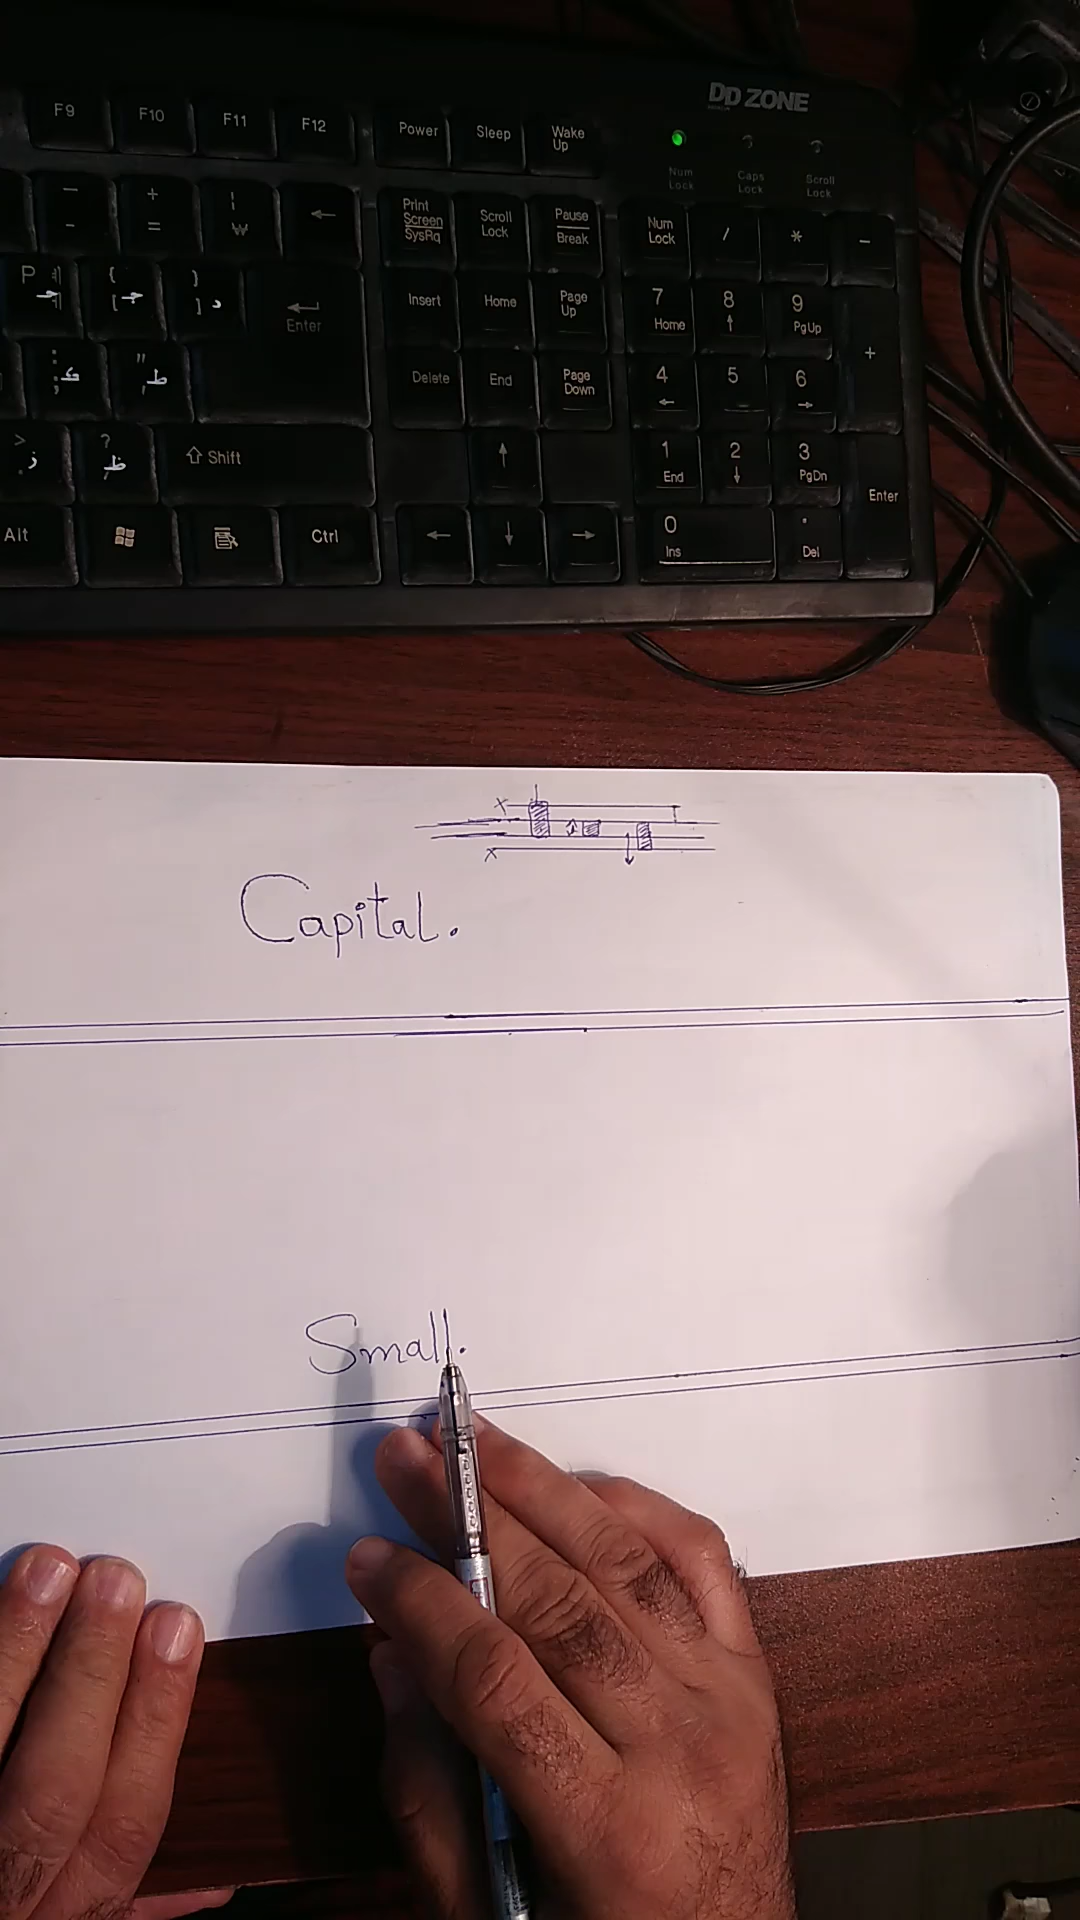 DD ZONE
F9 F10 F11 F12 Power Sleep Wake Up
Num Lock Caps Lock Scroll Lock
- - + = ¦ ₩ ← Print Screen SysRq Scroll Lock Pause Break Num Lock / * -
P ㅔ ㅖ { [ } ] د Enter Insert Home Page Up 7 Home 8 ↑ 9 PgUp +
: ; ك " ' ط Delete End Page Down 4 ← 5 6 →
> . ز ? ظ Shift ↑ 1 End 2 ↓ 3 PgDn Enter
Alt Ctrl ← ↓ → 0 Ins . Del
x
x
Capital.
Small.